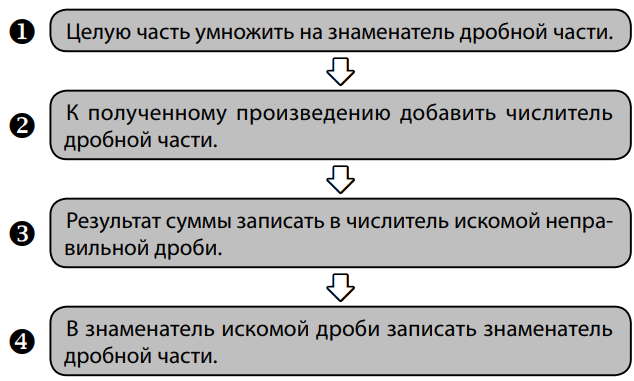 ❶ Целую часть умножить на знаменатель дробной части.
❷ К полученному произведению добавить числитель
дробной части.
❸ Результат суммы записать в числитель искомой непра-
вильной дроби.
❹ В знаменатель искомой дроби записать знаменатель
дробной части.